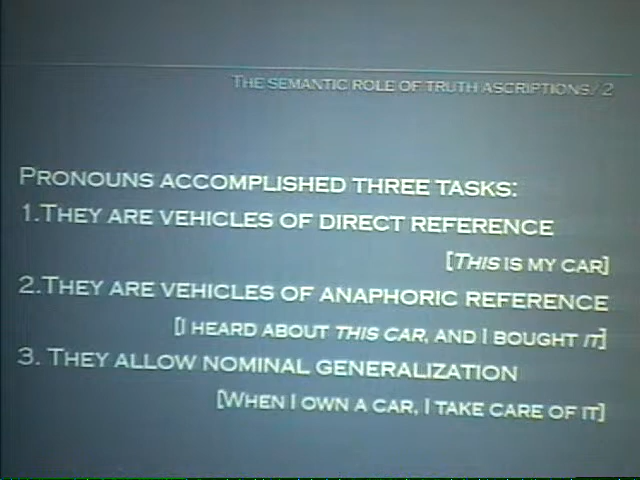 THE SEMANTIC ROLE OF TRUTH ASCRIPTIONS/2
PRONOUNS ACCOMPLISHED THREE TASKS:
1.THEY ARE VEHICLES OF DIRECT REFERENCE
[THIS IS MY CAR]
2.THEY ARE VEHICLES OF ANAPHORIC REFERENCE
[I HEARD ABOUT THIS CAR, AND I BOUGHT IT]
3. THEY ALLOW NOMINAL GENERALIZATION
[WHEN I OWN A CAR, I TAKE CARE OF IT]